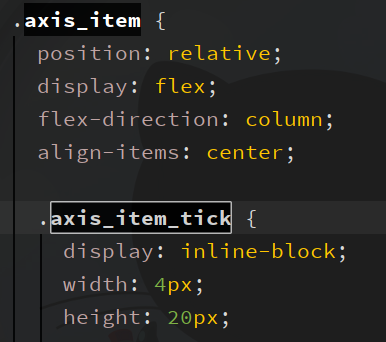 .axis_item {
position: relative;
display: flex;
flex-direction: column;
align-items: center;
.axis_item_tick {
display: inline-block;
width: 4px;
height: 20px;